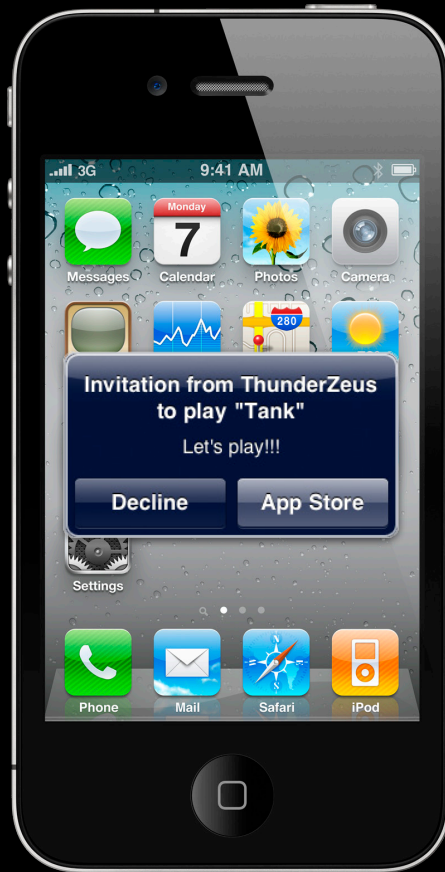 3G 9:41 AM
Monday
7
Messages Calendar Photos Camera
280
Invitation from ThunderZeus
to play "Tank"
Let's play!!!
Decline App Store
Settings
Phone Mail Safari iPod